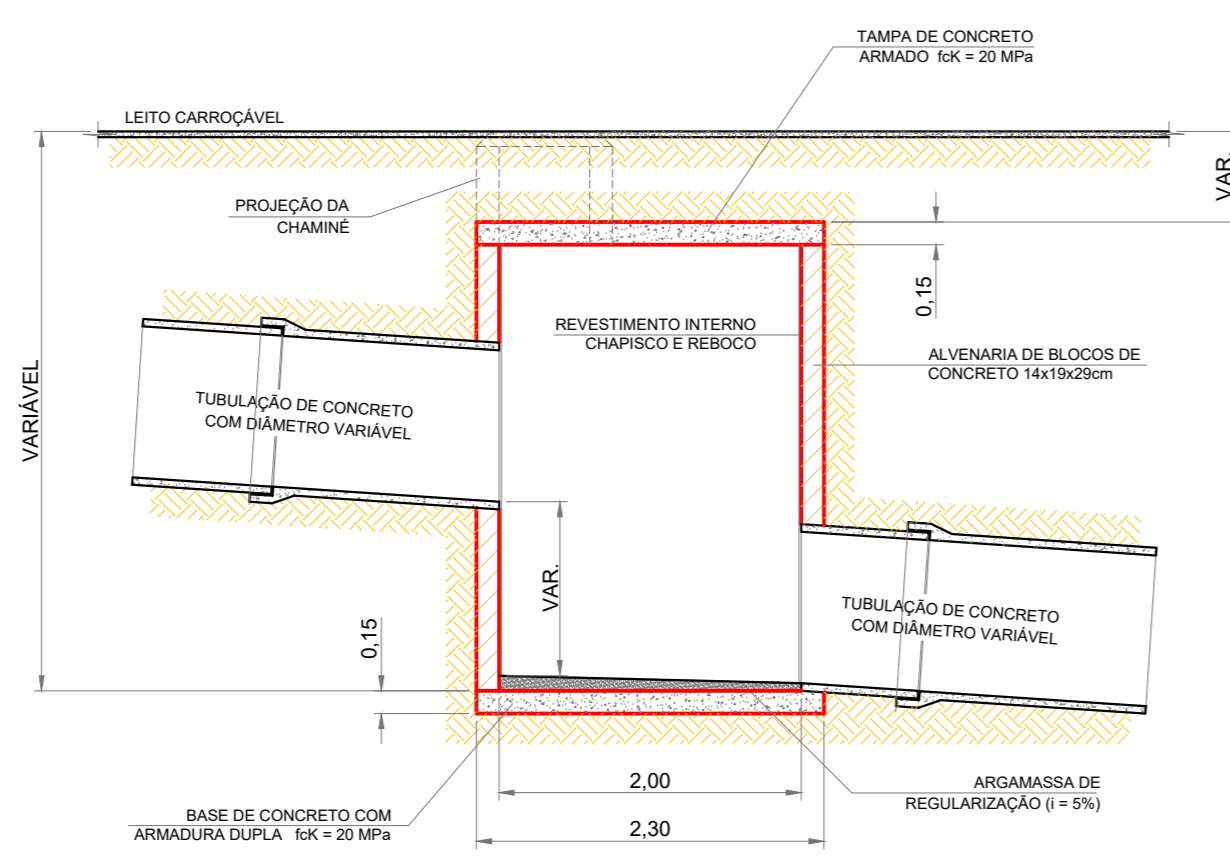 TAMPA DE CONCRETO
ARMADO fcK = 20 MPa
LEITO CARROÇÁVEL
VAR.
PROJEÇÃO DA
CHAMINÉ
0,15
REVESTIMENTO INTERNO
CHAPISCO E REBOCO
ALVENARIA DE BLOCOS DE
CONCRETO 14x19x29cm
VARIÁVEL
TUBULAÇÃO DE CONCRETO
COM DIÂMETRO VARIÁVEL
VAR.
0,15
TUBULAÇÃO DE CONCRETO
COM DIÂMETRO VARIÁVEL
2,00
ARGAMASSA DE
REGULARIZAÇÃO (i = 5%)
BASE DE CONCRETO COM
ARMADURA DUPLA fcK = 20 MPa
2,30